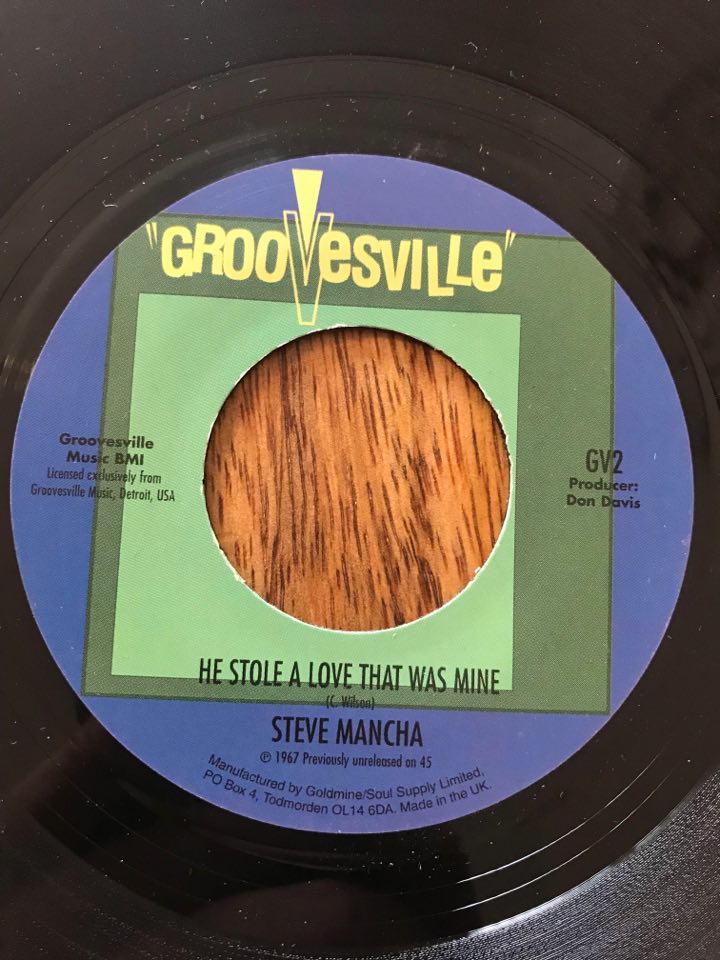 "GROOVESVILLE"
Groovesville
Music BMI
Licensed exclusively from
Groovesville Music, Detroit, USA
GV2
Producer:
Don Davis
HE STOLE A LOVE THAT WAS MINE
(C. Wilson)
STEVE MANCHA
℗ 1967 Previously unreleased on 45
Manufactured by Goldmine/Soul Supply Limited,
PO Box 4, Todmorden OL14 6DA. Made in the UK.